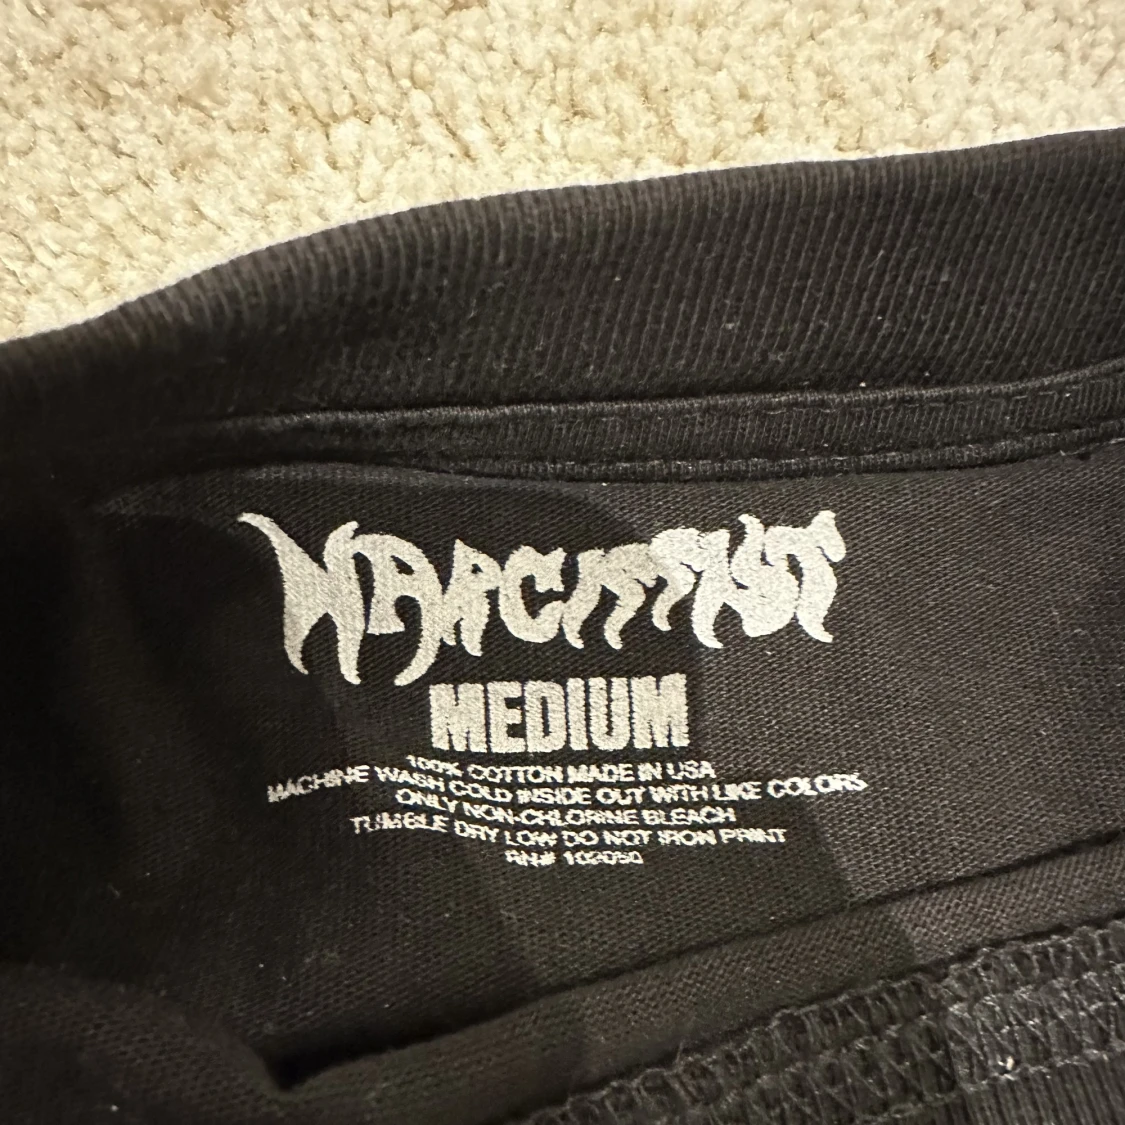 WARCMTHST
MEDIUM
100% COTTON MADE IN USA
MACHINE WASH COLD INSIDE OUT WITH LIKE COLORS
ONLY NON-CHLORINE BLEACH
TUMBLE DRY LOW DO NOT IRON PRINT
RN# 102050